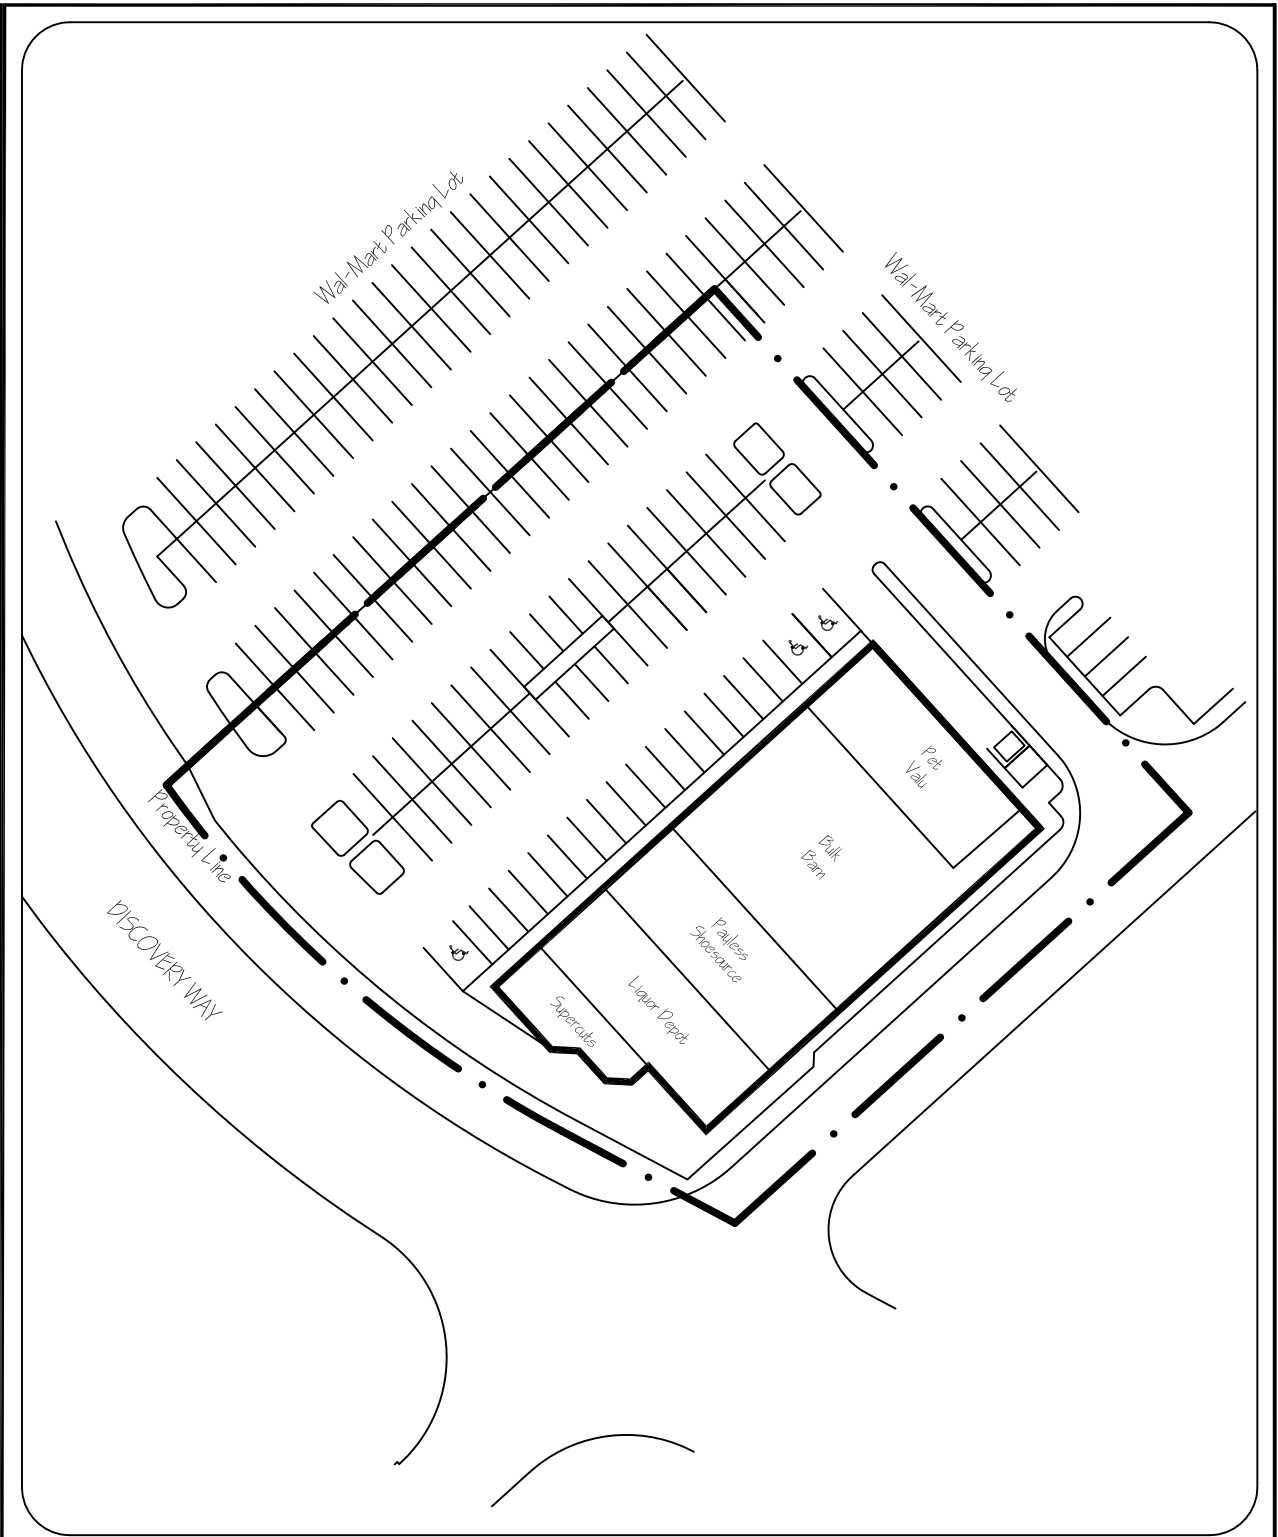 Wal-Mart Parking Lot
Wal-Mart Parking Lot
Pet
Valu
Bulk
Barn
Property Line
DISCOVERY WAY
Payless
Shoesource
Liquor Depot
Supercuts